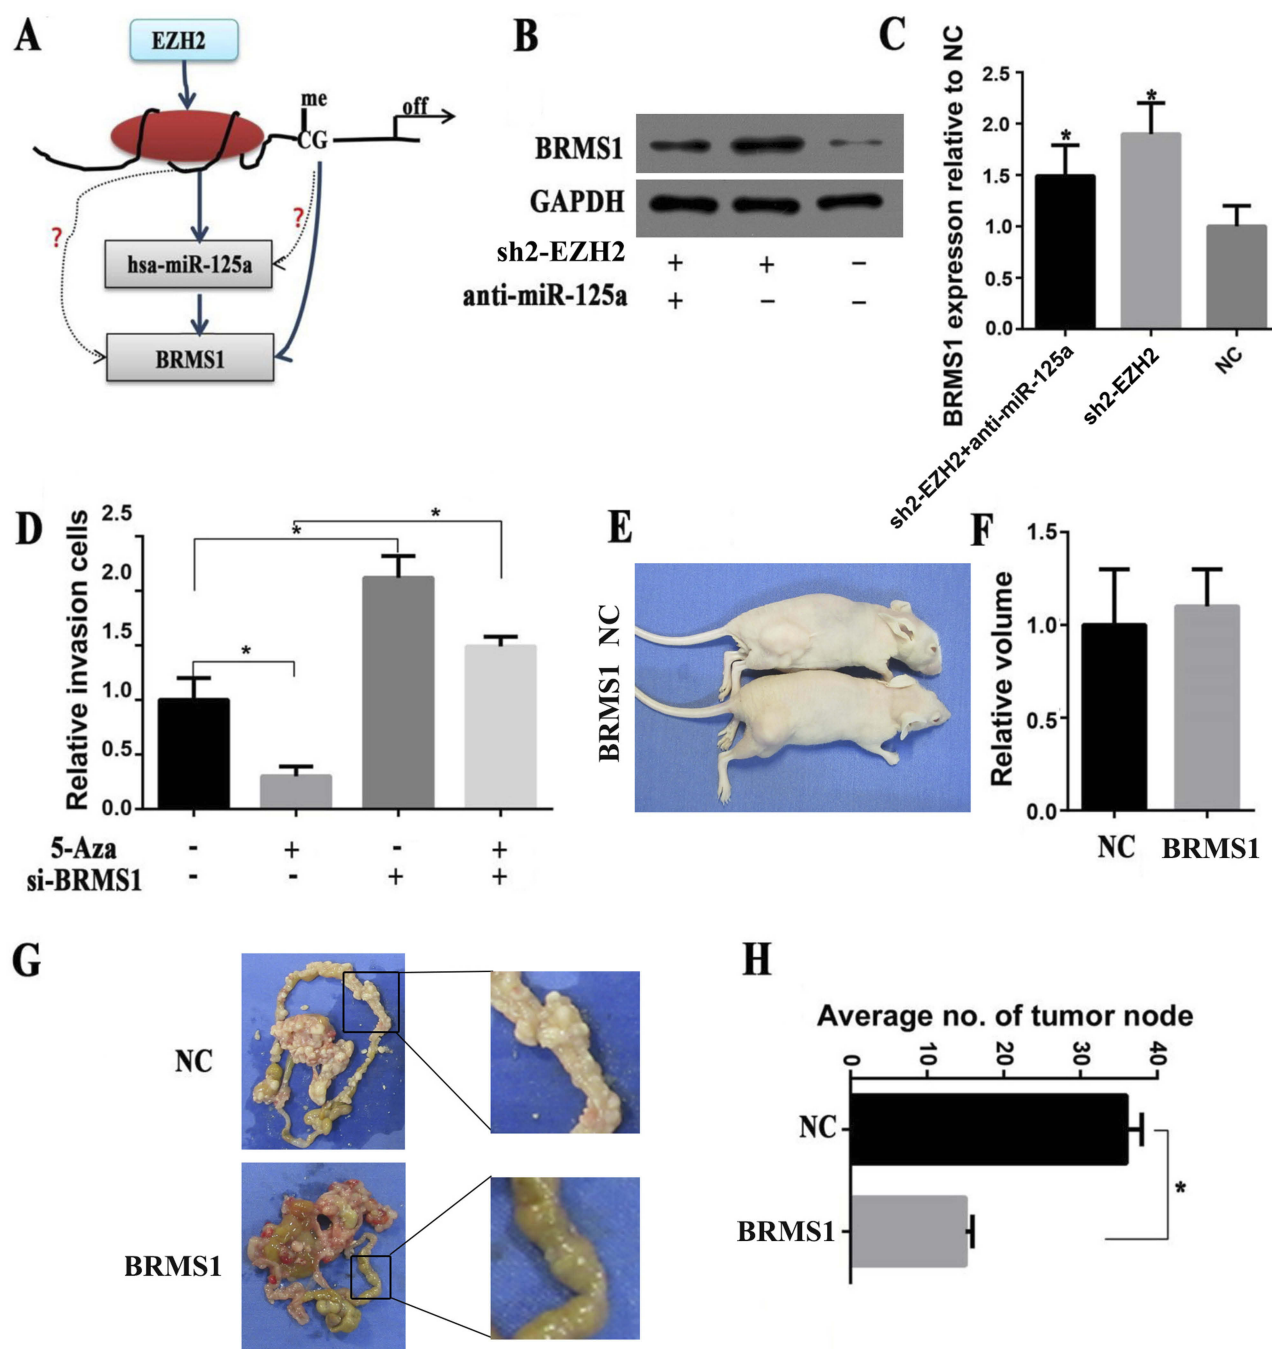 A
EZH2
me
CG
off
?
?
hsa-miR-125a
BRMS1
B
BRMS1
GAPDH
sh2-EZH2 + + –
anti-miR-125a + – –
C
BRMS1 expresson relative to NC
2.5
2.0
1.5
1.0
0.5
0.0
*
*
sh2-EZH2+anti-miR-125a
sh2-EZH2
NC
D
Relative invasion cells
2.5
2.0
1.5
1.0
0.5
0.0
*
*
*
5-Aza - + - +
si-BRMS1 - - + +
E
NC
BRMS1
F
Relative volume
1.5
1.0
0.5
0.0
NC BRMS1
G
NC
BRMS1
H
Average no. of tumor node
0 10 20 30 40
NC
BRMS1
*